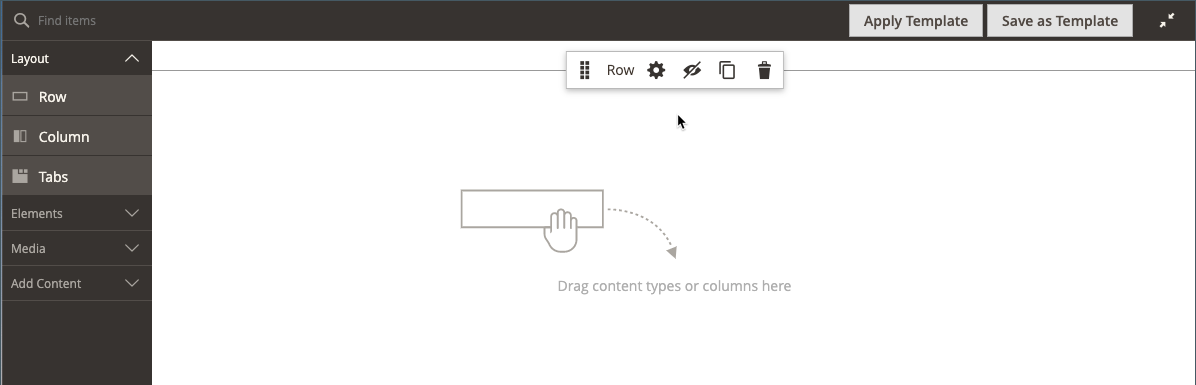 Find items
Apply Template
Save as Template
Layout
Row
Row
Column
Tabs
Elements
Media
Add Content
Drag content types or columns here